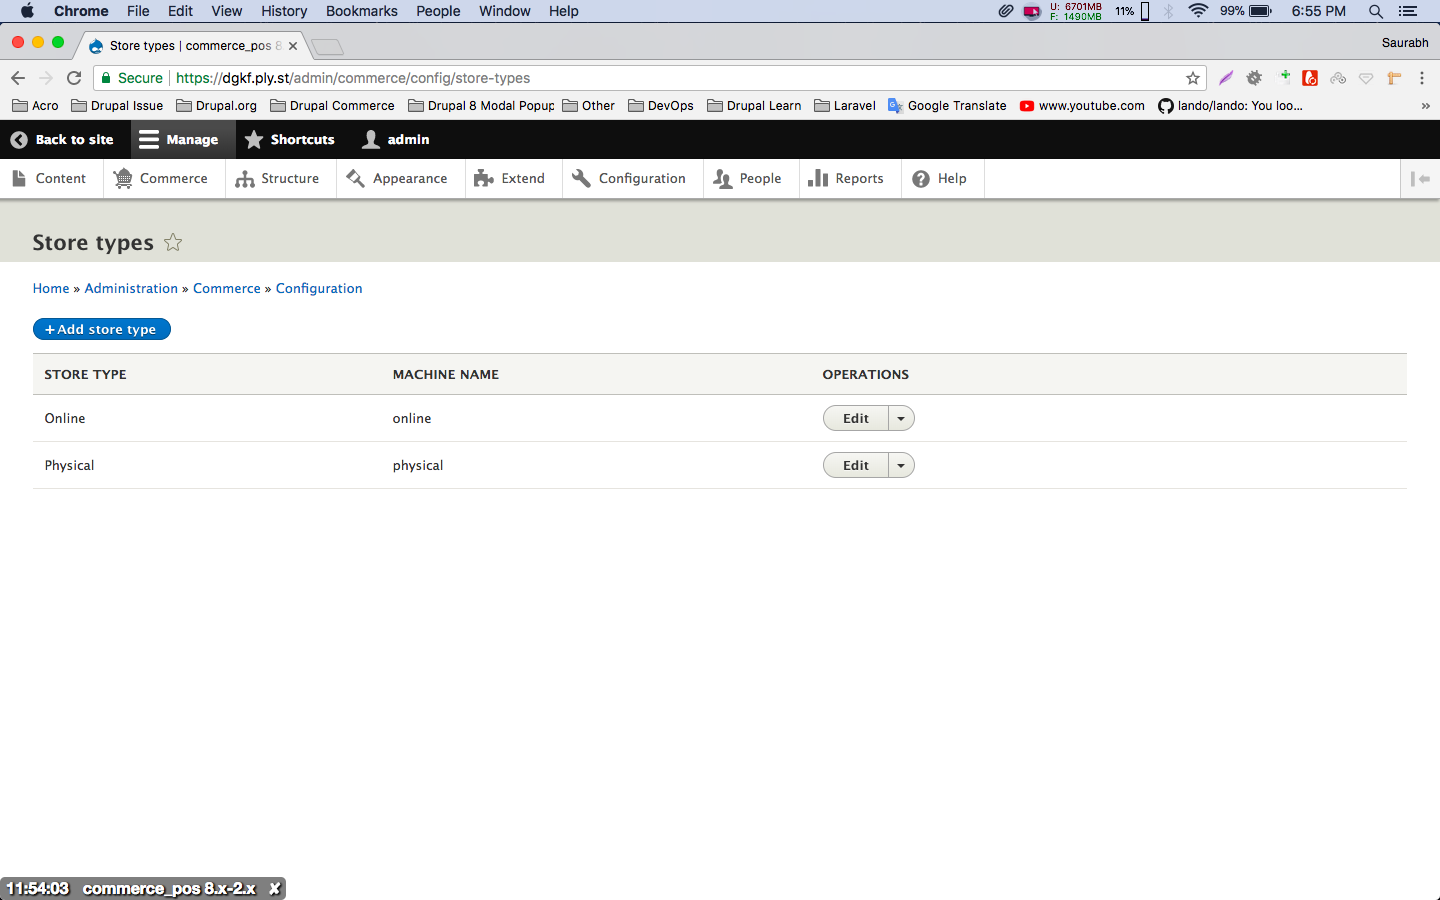 Chrome File Edit View History Bookmarks People Window Help U: 6701MB F: 1490MB 11% 99% 6:55 PM
Store types | commerce_pos 8 Saurabh
Secure https://dgkf.ply.st/admin/commerce/config/store-types
Acro Drupal Issue Drupal.org Drupal Commerce Drupal 8 Modal Popup Other DevOps Drupal Learn Laravel Google Translate www.youtube.com lando/lando: You loo... »
Back to site Manage Shortcuts admin
Content Commerce Structure Appearance Extend Configuration People Reports Help
Store types
Home » Administration » Commerce » Configuration
+ Add store type
STORE TYPE MACHINE NAME OPERATIONS
Online online Edit
Physical physical Edit
11:54:03 commerce_pos 8.x-2.x ✘